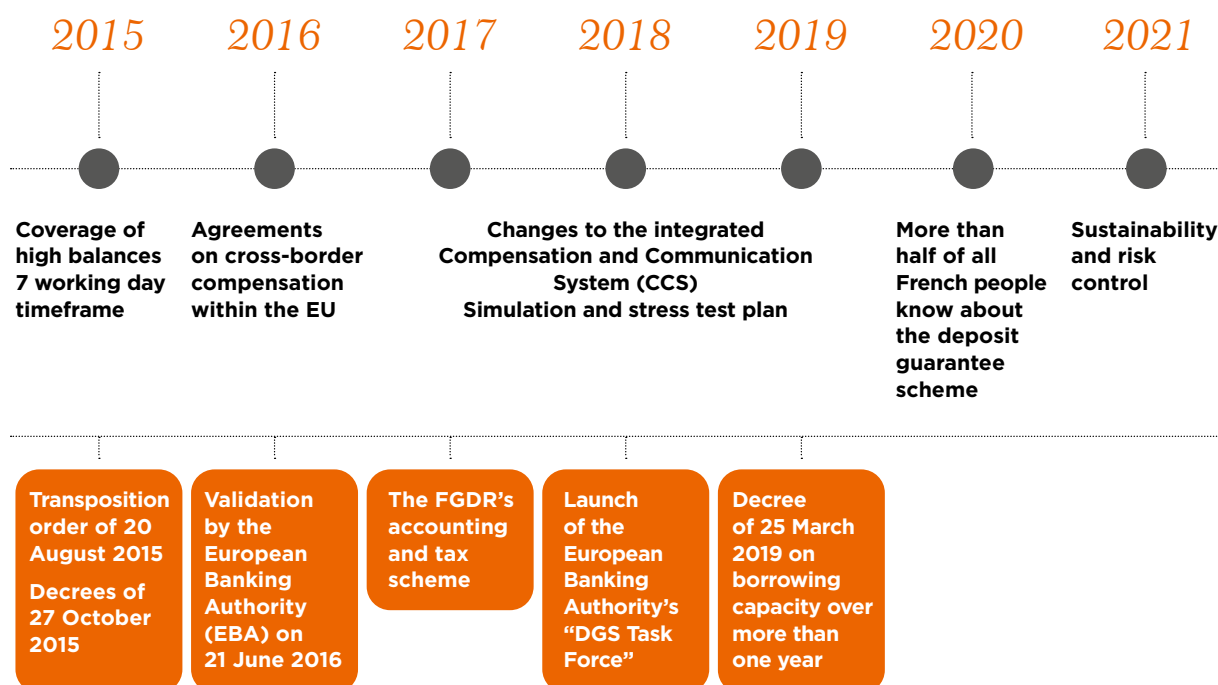 2015 2016 2017 2018 2019 2020 2021
Coverage of
high balances
7 working day
timeframe
Agreements
on cross-border
compensation
within the EU
Changes to the integrated
Compensation and Communication
System (CCS)
Simulation and stress test plan
More than
half of all
French people
know about
the deposit
guarantee
scheme
Sustainability
and risk
control
Transposition
order of 20
August 2015
Decrees of
27 October
2015
Validation
by the
European
Banking
Authority
(EBA) on
21 June 2016
The FGDR’s
accounting
and tax
scheme
Launch
of the
European
Banking
Authority’s
“DGS Task
Force”
Decree
of 25 March
2019 on
borrowing
capacity over
more than
one year